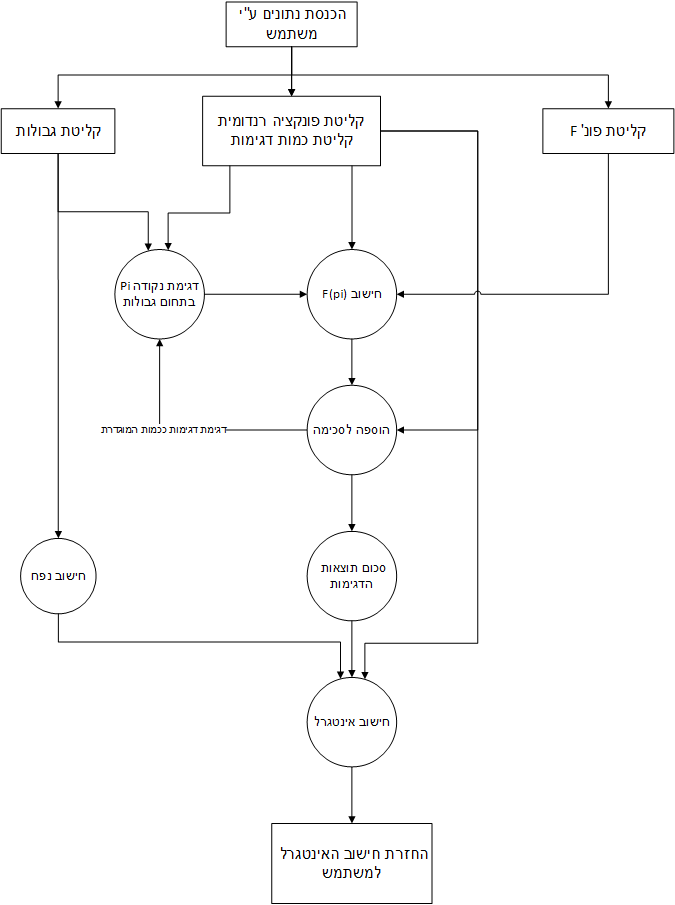 הכנסת נתונים ע"י
משתמש
קליטת גבולות
קליטת פונקציה רנדומית
קליטת כמות דגימות
קליטת פונ' F
דגימת נקודה Pi
בתחום גבולות
חישוב F(pi)
דגימת דגימות ככמות המוגדרת
הוספה לסכימה
חישוב נפח
סכום תוצאות
הדגימות
חישוב אינטגרל
החזרת חישוב האינטגרל
למשתמש